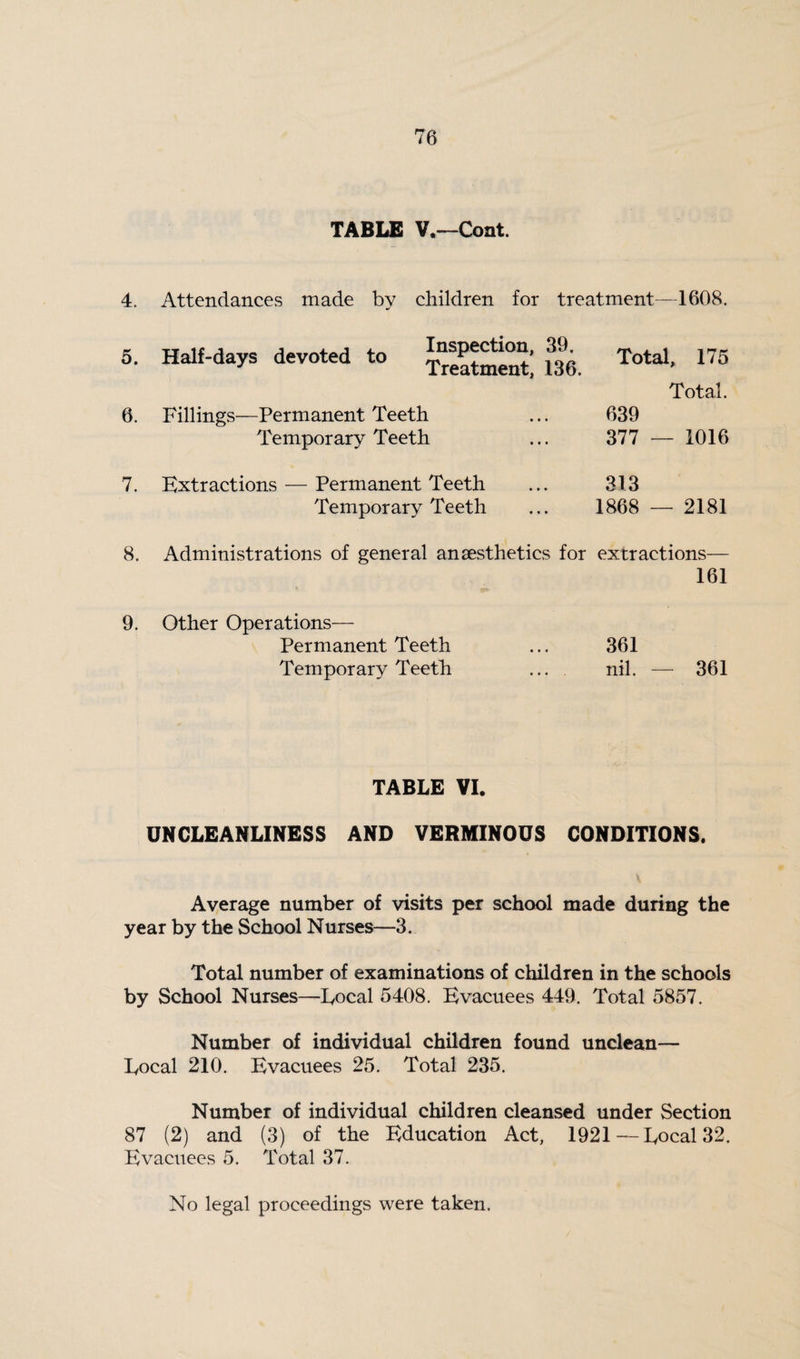 76
TABLE V.—Cont.
4. Attendances made by children for treatment—1608.
5. Half-days devoted to Inspection, 39. Treatment, 136. Total, 175
Total.
6. Fillings—Permanent Teeth ... 639
Temporary Teeth ... 377 — 1016
7. Extractions — Permanent Teeth ... 313
Temporary Teeth ... 1868 — 2181
8. Administrations of general anæsthetics for extractions—
161
9. Other Operations—
Permanent Teeth ... 361
Temporary Teeth ... nil. — 361
TABLE VI.
UNCLEANLINESS AND VERMINOUS CONDITIONS.
Average number of visits per school made during the
year by the School Nurses—3.
Total number of examinations of children in the schools
by School Nurses—Local 5408. Evacuees 449. Total 5857.
Number of individual children found unclean—
Local 210. Evacuees 25. Total 235.
Number of individual children cleansed under Section
87 (2) and (3) of the Education Act, 1921 — Local 32.
Evacuees 5. Total 37.
No legal proceedings were taken.